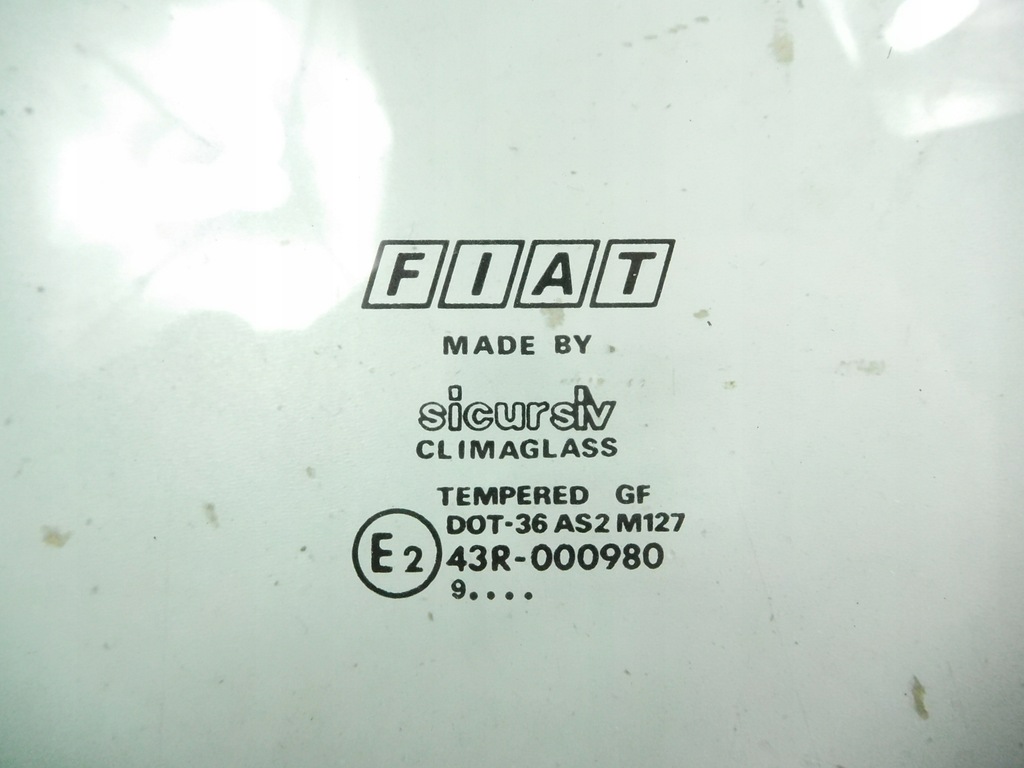 FIAT
MADE BY
sicursiv
CLIMAGLASS
TEMPERED GF
DOT-36 AS2 M127
E2 43R-000980
9....